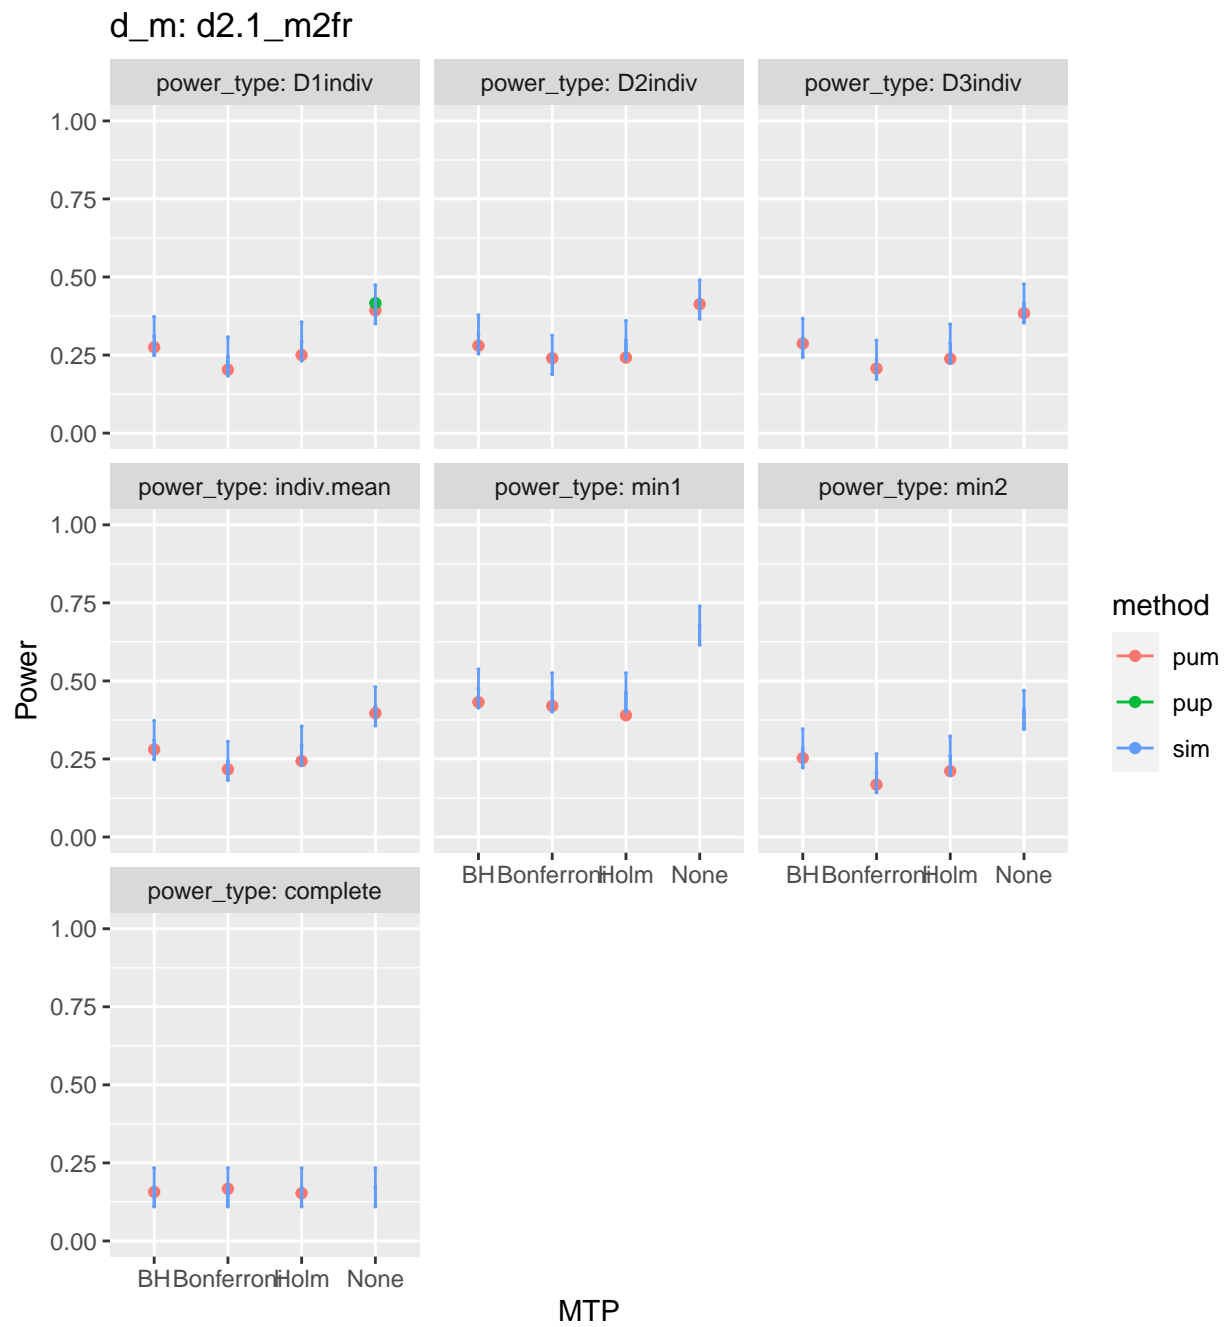 d_m: d2.1_m2fr
power_type: D1indiv
power_type: D2indiv
power_type: D3indiv
1.00
0.75
0.50
0.25
0.00
power_type: indiv.mean
power_type: min1
power_type: min2
1.00
0.75
0.50
0.25
0.00
BH Bonferroni Holm None
BH Bonferroni Holm None
power_type: complete
1.00
0.75
0.50
0.25
0.00
BH Bonferroni Holm None
MTP
Power
method
pum
pup
sim